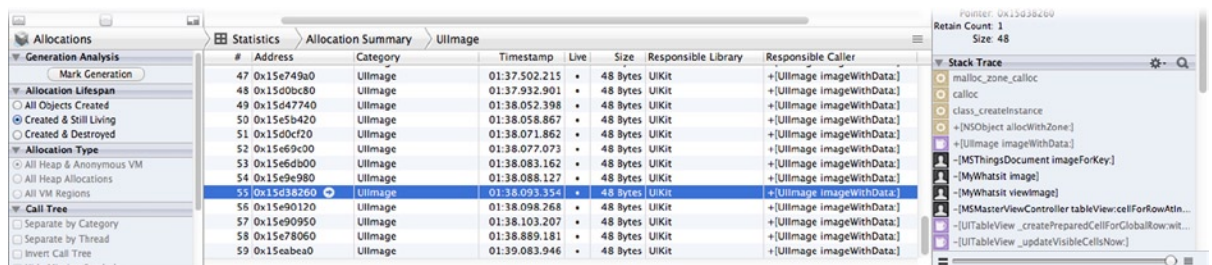 Allocations
Statistics Allocation Summary UIImage
Generation Analysis
Mark Generation
Allocation Lifespan
All Objects Created
Created & Still Living
Created & Destroyed
Allocation Type
All Heap & Anonymous VM
All Heap Allocations
All VM Regions
Call Tree
Separate by Category
Separate by Thread
Invert Call Tree
# Address Category Timestamp Live Size Responsible Library Responsible Caller
47 0x15e749a0 UIImage 01:37.502.215 • 48 Bytes UIKit +[UIImage imageWithData:]
48 0x15d0bc80 UIImage 01:37.932.901 • 48 Bytes UIKit +[UIImage imageWithData:]
49 0x15d47740 UIImage 01:38.052.398 • 48 Bytes UIKit +[UIImage imageWithData:]
50 0x15e5b420 UIImage 01:38.058.867 • 48 Bytes UIKit +[UIImage imageWithData:]
51 0x15d0cf20 UIImage 01:38.071.862 • 48 Bytes UIKit +[UIImage imageWithData:]
52 0x15e69c00 UIImage 01:38.077.073 • 48 Bytes UIKit +[UIImage imageWithData:]
53 0x15e6db00 UIImage 01:38.083.162 • 48 Bytes UIKit +[UIImage imageWithData:]
54 0x15e9e980 UIImage 01:38.088.127 • 48 Bytes UIKit +[UIImage imageWithData:]
55 0x15d38260 UIImage 01:38.093.354 • 48 Bytes UIKit +[UIImage imageWithData:]
56 0x15e90120 UIImage 01:38.098.268 • 48 Bytes UIKit +[UIImage imageWithData:]
57 0x15e90950 UIImage 01:38.103.207 • 48 Bytes UIKit +[UIImage imageWithData:]
58 0x15e78060 UIImage 01:38.889.181 • 48 Bytes UIKit +[UIImage imageWithData:]
59 0x15eabea0 UIImage 01:39.083.946 • 48 Bytes UIKit +[UIImage imageWithData:]
Pointer: 0x15d38260
Retain Count: 1
Size: 48
Stack Trace
malloc_zone_calloc
calloc
class_createInstance
+[NSObject allocWithZone:]
+[UIImage imageWithData:]
-[MSThingsDocument imageForKey:]
-[MyWhatsit image]
-[MyWhatsit viewImage]
-[MSMasterViewController tableView:cellForRowAtIn...
-[UITableView _createPreparedCellForGlobalRow:wit...
-[UITableView _updateVisibleCellsNow:]